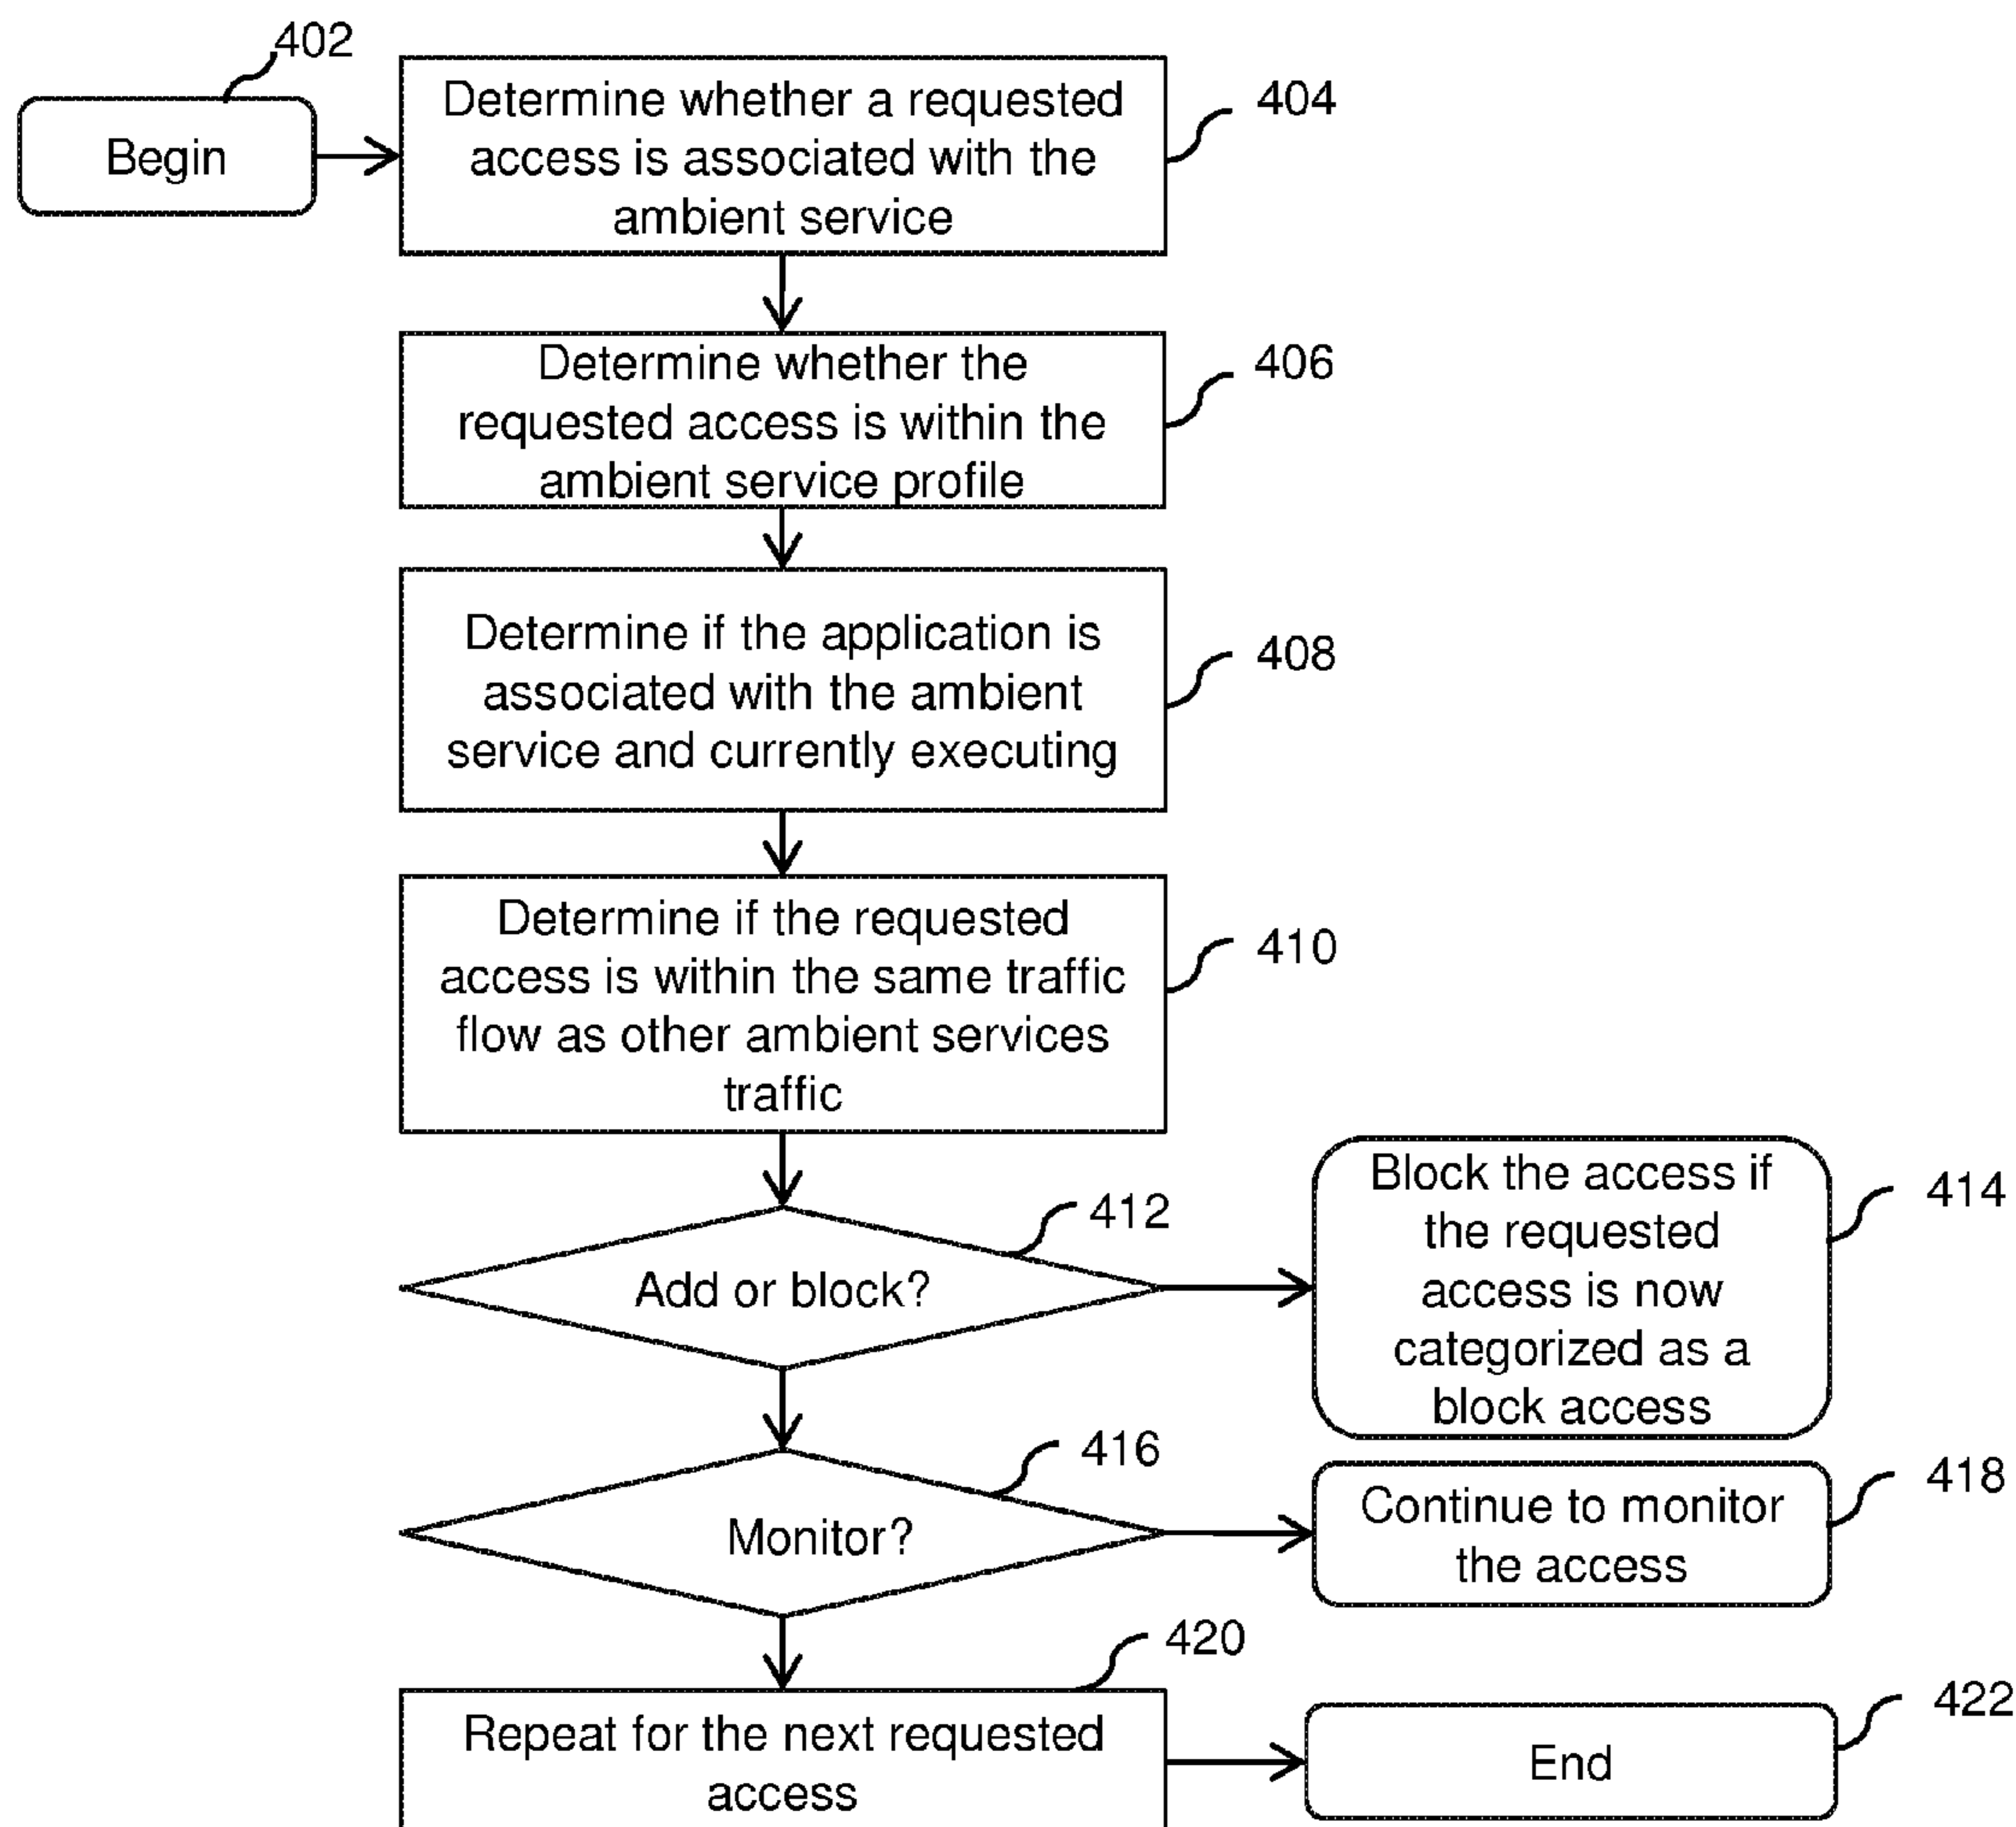 402
Begin
Determine whether a requested
access is associated with the
ambient service
404
Determine whether the
requested access is within the
ambient service profile
406
Determine if the application is
associated with the ambient
service and currently executing
408
Determine if the requested
access is within the same traffic
flow as other ambient services
traffic
410
Add or block?
412
Block the access if
the requested
access is now
categorized as a
block access
414
Monitor?
416
Continue to monitor
the access
418
Repeat for the next requested
access
420
End
422